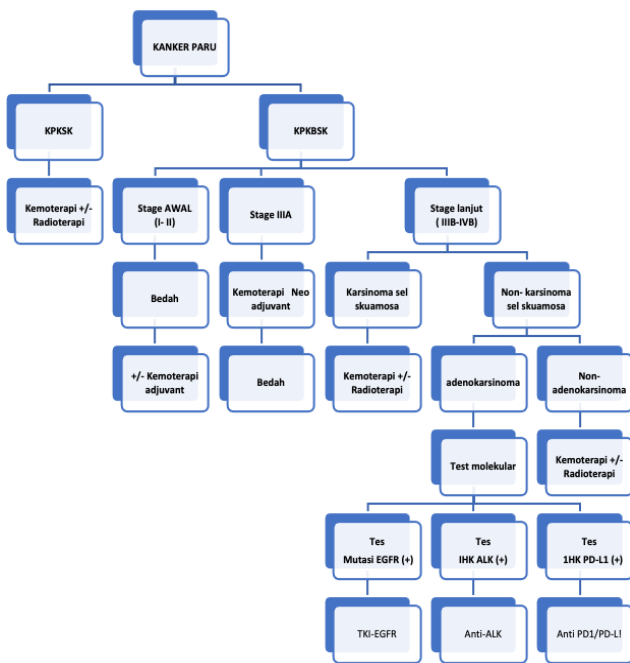 KANKER PARU
KPKSK
KPKBSK
Kemoterapi +/-
Radioterapi
Stage AWAL
(I- II)
Stage IIIA
Stage lanjut
( IIIB-IVB)
Bedah
Kemoterapi Neo
adjuvant
Karsinoma sel
skuamosa
Non- karsinoma
sel skuamosa
+/- Kemoterapi
adjuvant
Bedah
Kemoterapi +/-
Radioterapi
adenokarsinoma
Non-
adenokarsinoma
Test molekular
Kemoterapi +/-
Radioterapi
Tes
Mutasi EGFR (+)
Tes
IHK ALK (+)
Tes
1HK PD-L1 (+)
TKI-EGFR
Anti-ALK
Anti PD1/PD-L!